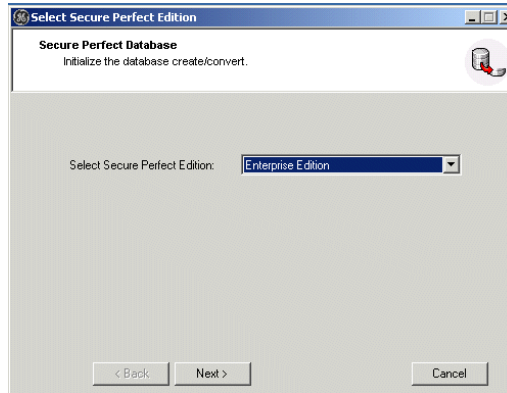 Select Secure Perfect Edition
Secure Perfect Database
Initialize the database create/convert.
Select Secure Perfect Edition: Enterprise Edition
< Back Next > Cancel